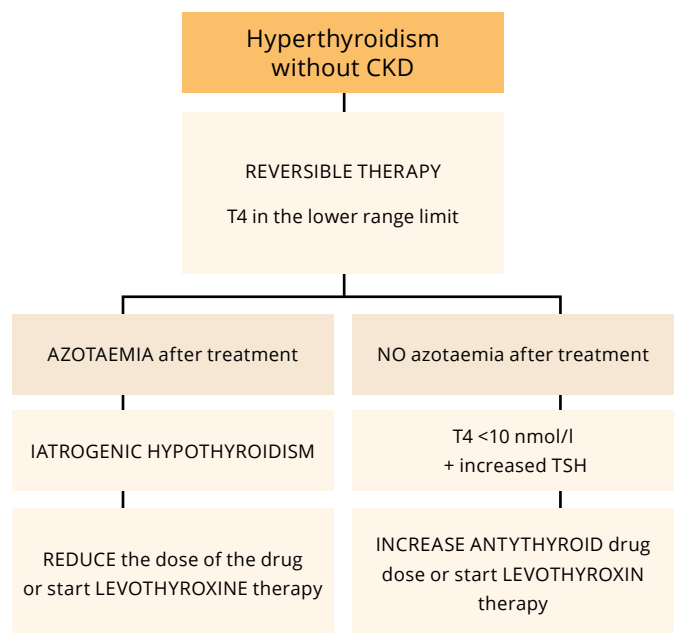 Hyperthyroidism
without CKD
REVERSIBLE THERAPY
T4 in the lower range limit
AZOTAEMIA after treatment
NO azotaemia after treatment
IATROGENIC HYPOTHYROIDISM
T4 <10 nmol/l
+ increased TSH
REDUCE the dose of the drug
or start LEVOTHYROXINE therapy
INCREASE ANTYTHYROID drug
dose or start LEVOTHYROXIN
therapy